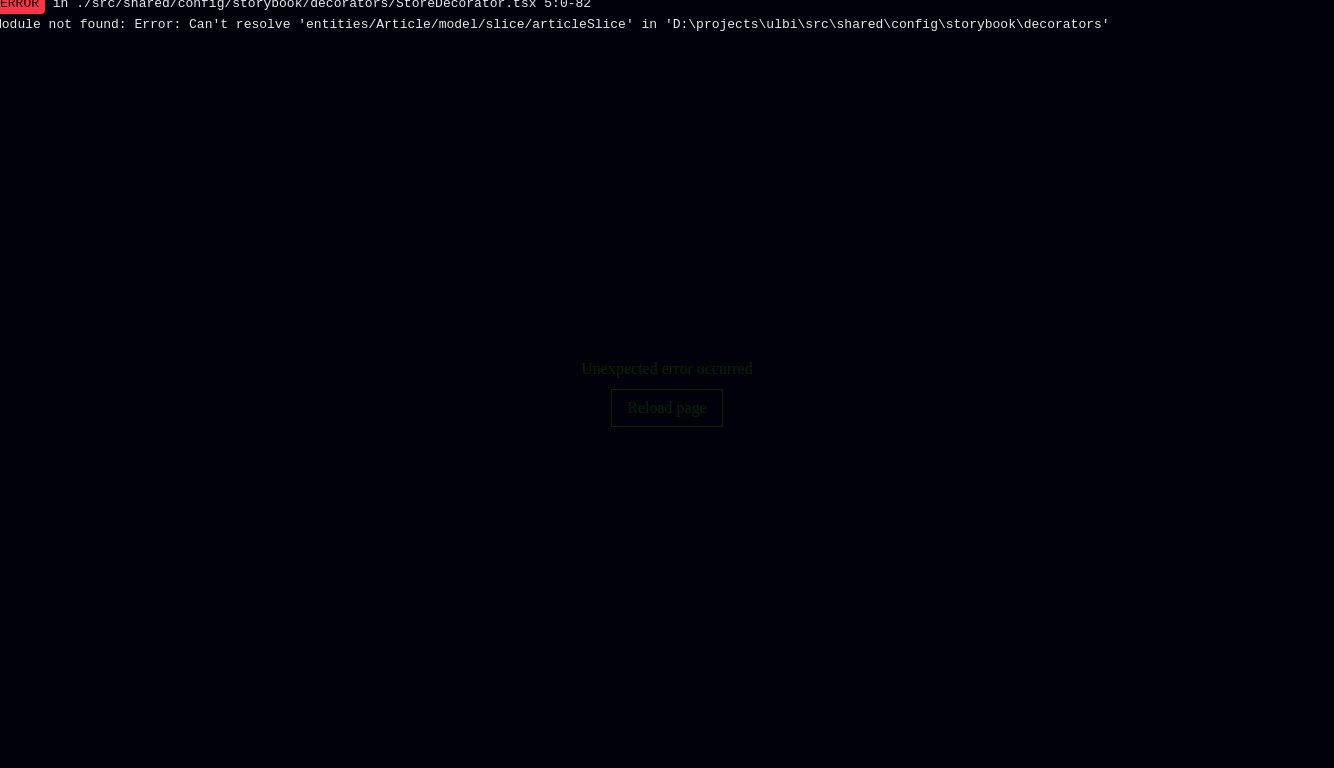 ERROR in ./src/shared/config/storybook/decorators/StoreDecorator.tsx 5:0-82
Module not found: Error: Can't resolve 'entities/Article/model/slice/articleSlice' in 'D:\projects\ulbi\src\shared\config\storybook\decorators'
Unexpected error occurred
Reload page